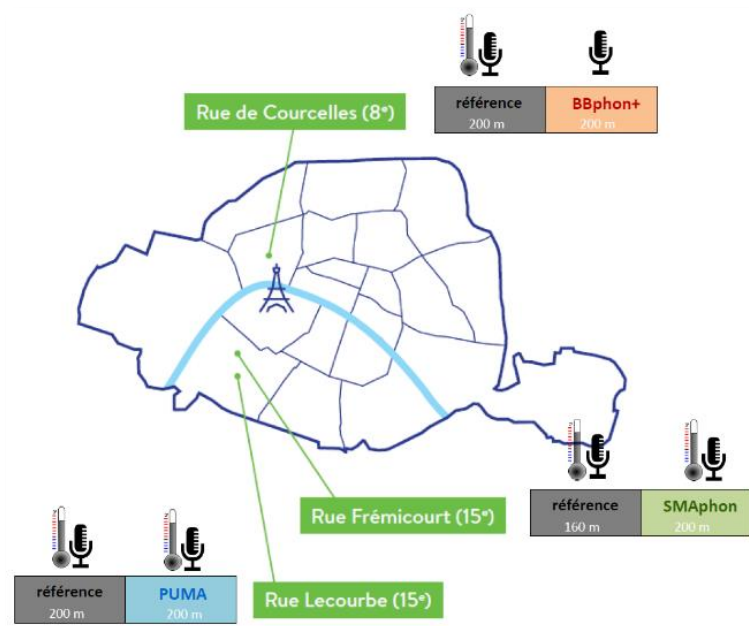 référence
200 m
BBphon+
200 m
Rue de Courcelles (8e)
référence
160 m
SMAphon
200 m
Rue Frémicourt (15e)
référence
200 m
PUMA
200 m
Rue Lecourbe (15e)